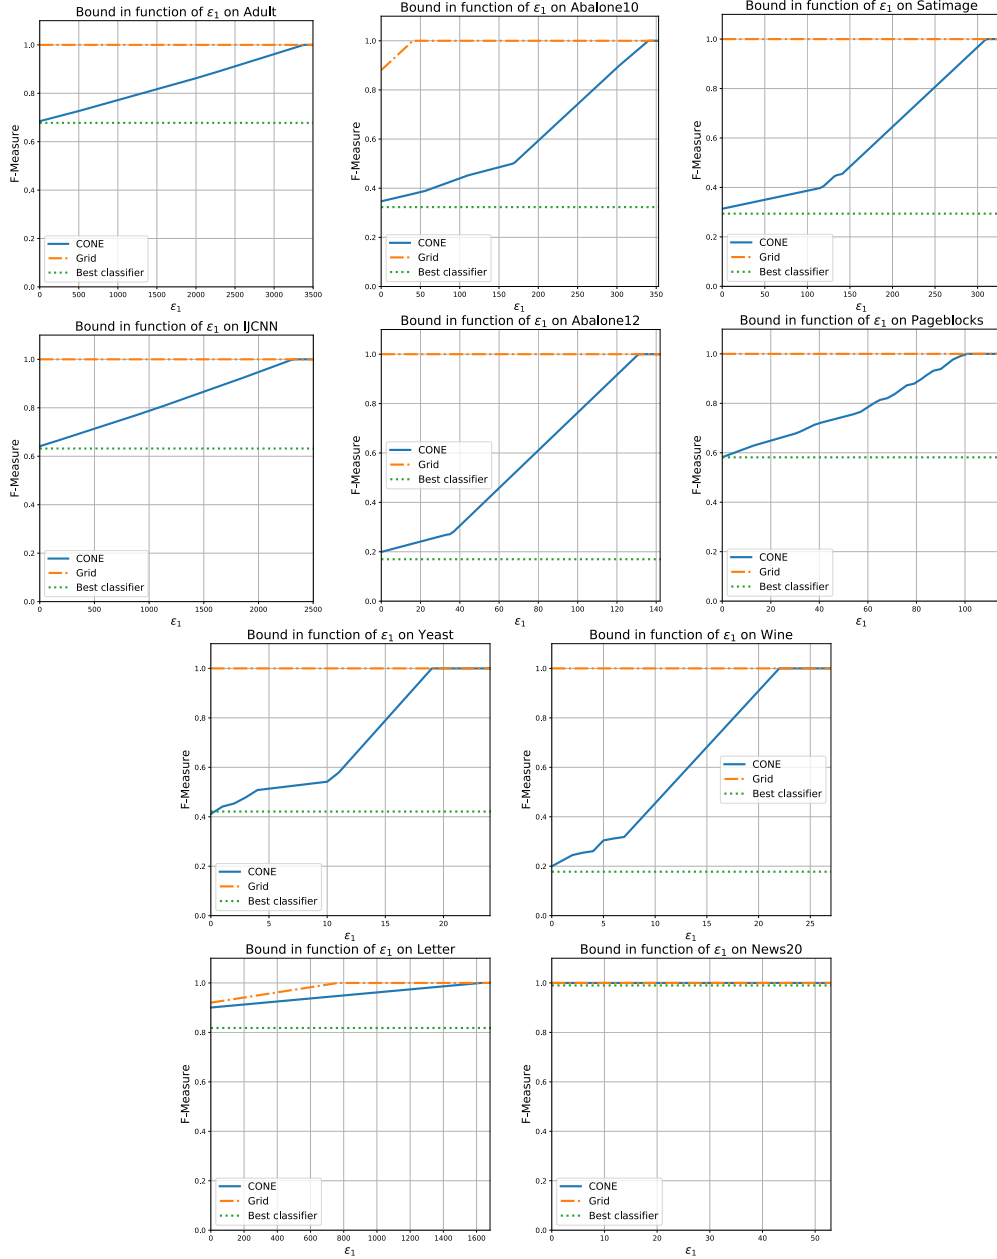 Bound in function of ε₁ on Adult
F-Measure
1.0
0.8
0.6
0.4
0.2
0.0
CONE
Grid
Best classifier
0 500 1000 1500 2000 2500 3000 3500
ε₁
Bound in function of ε₁ on Abalone10
F-Measure
1.0
0.8
0.6
0.4
0.2
0.0
CONE
Grid
Best classifier
0 50 100 150 200 250 300 350
ε₁
Bound in function of ε₁ on Satimage
F-Measure
1.0
0.8
0.6
0.4
0.2
0.0
CONE
Grid
Best classifier
0 50 100 150 200 250 300
ε₁
Bound in function of ε₁ on IJCNN
F-Measure
1.0
0.8
0.6
0.4
0.2
0.0
CONE
Grid
Best classifier
0 500 1000 1500 2000 2500
ε₁
Bound in function of ε₁ on Abalone12
F-Measure
1.0
0.8
0.6
0.4
0.2
0.0
CONE
Grid
Best classifier
0 20 40 60 80 100 120 140
ε₁
Bound in function of ε₁ on Pageblocks
F-Measure
1.0
0.8
0.6
0.4
0.2
0.0
CONE
Grid
Best classifier
0 20 40 60 80 100
ε₁
Bound in function of ε₁ on Yeast
F-Measure
1.0
0.8
0.6
0.4
0.2
0.0
CONE
Grid
Best classifier
0 5 10 15 20
ε₁
Bound in function of ε₁ on Wine
F-Measure
1.0
0.8
0.6
0.4
0.2
0.0
CONE
Grid
Best classifier
0 5 10 15 20 25
ε₁
Bound in function of ε₁ on Letter
F-Measure
1.0
0.8
0.6
0.4
0.2
0.0
CONE
Grid
Best classifier
0 200 400 600 800 1000 1200 1400 1600
ε₁
Bound in function of ε₁ on News20
F-Measure
1.0
0.8
0.6
0.4
0.2
0.0
CONE
Grid
Best classifier
0 10 20 30 40 50
ε₁